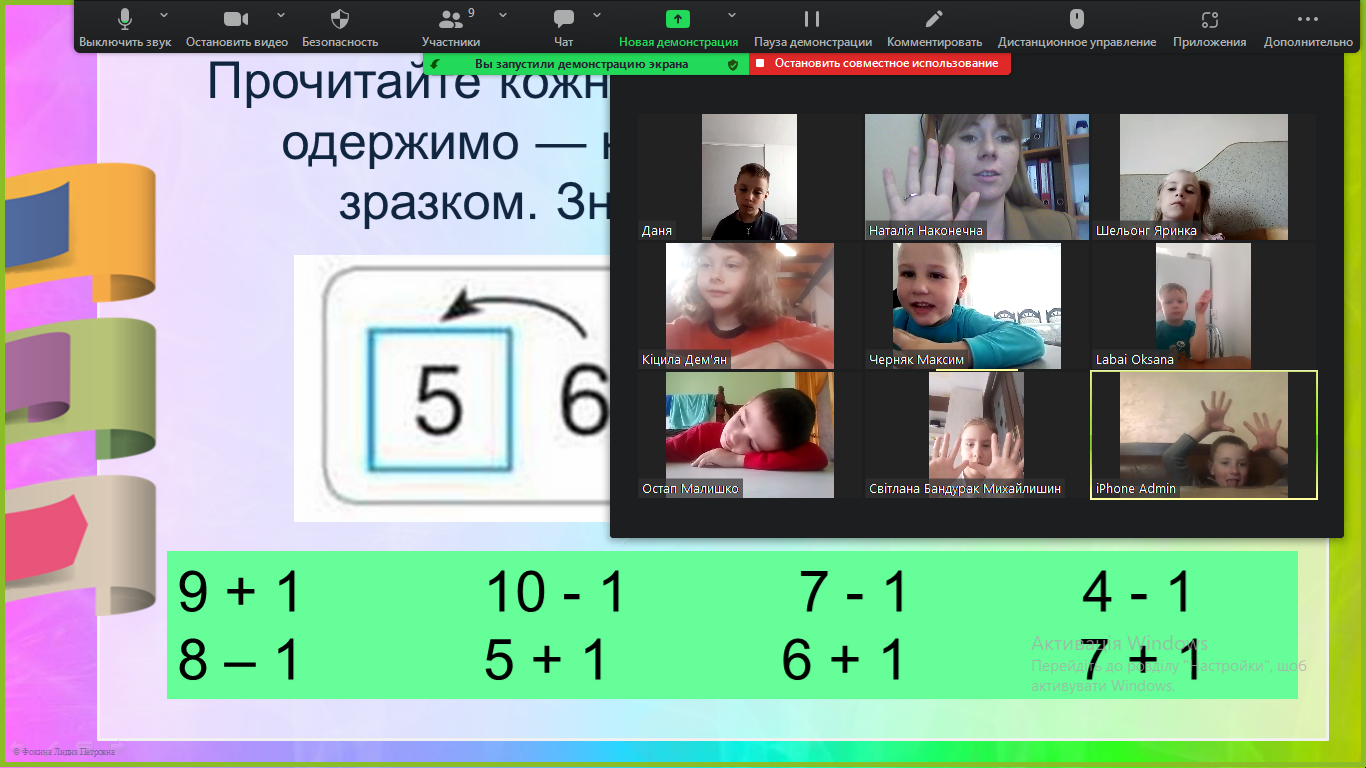 Выключить звук
Остановить видео
Безопасность
Участники
9
Чат
Новая демонстрация
Пауза демонстрации
Комментировать
Дистанционное управление
Приложения
Дополнительно
Вы запустили демонстрацию экрана
Остановить совместное использование
Прочитайте кожн
одержимо —
зразком. Зн
Даня
Наталія Наконечна
Шельонг Яринка
Кіцила Дем'ян
Черняк Максим
Labai Oksana
Остап Малишко
Світлана Бандурак Михайлишин
iPhone Admin
5 6
9 + 1 10 - 1 7 - 1 4 - 1
8 – 1 5 + 1 6 + 1 7 + 1
Активація Windows
Перейдіть до розділу "Настройки", щоб
активувати Windows.
© Фокина Лидия Петровна